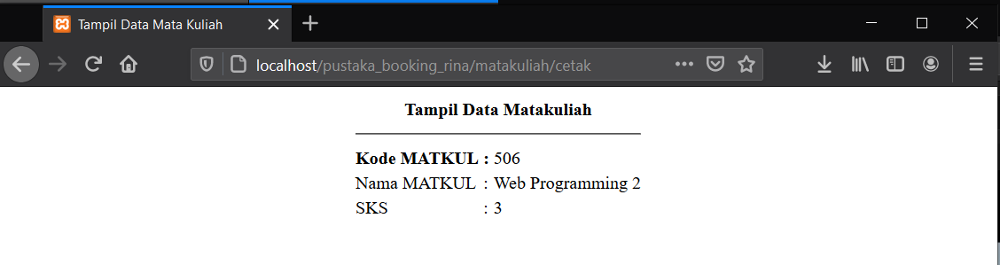 Tampil Data Mata Kuliah
localhost/pustaka_booking_rina/matakuliah/cetak
Tampil Data Matakuliah
Kode MATKUL : 506
Nama MATKUL : Web Programming 2
SKS : 3